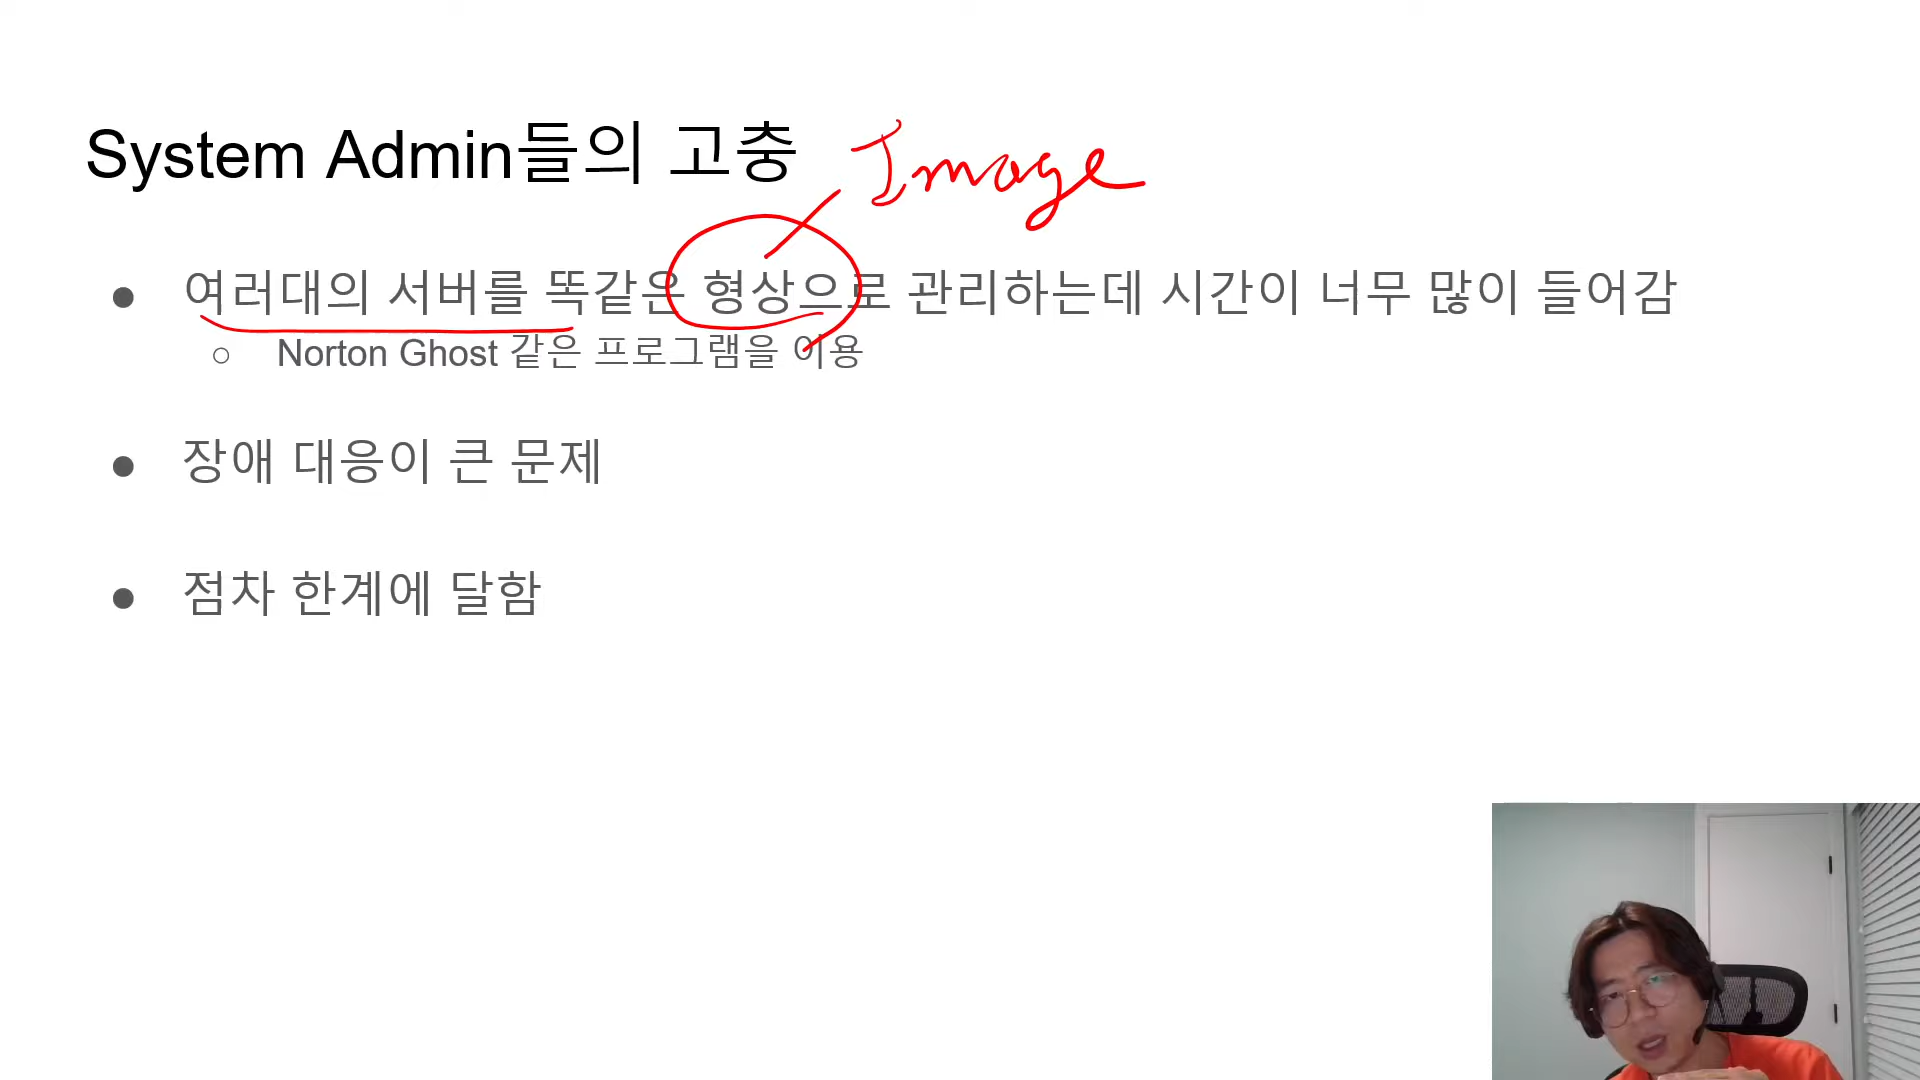 System Admin들의 고충
Image
● 여러대의 서버를 똑같은 형상으로 관리하는데 시간이 너무 많이 들어감
○ Norton Ghost 같은 프로그램을 이용
● 장애 대응이 큰 문제
● 점차 한계에 달함